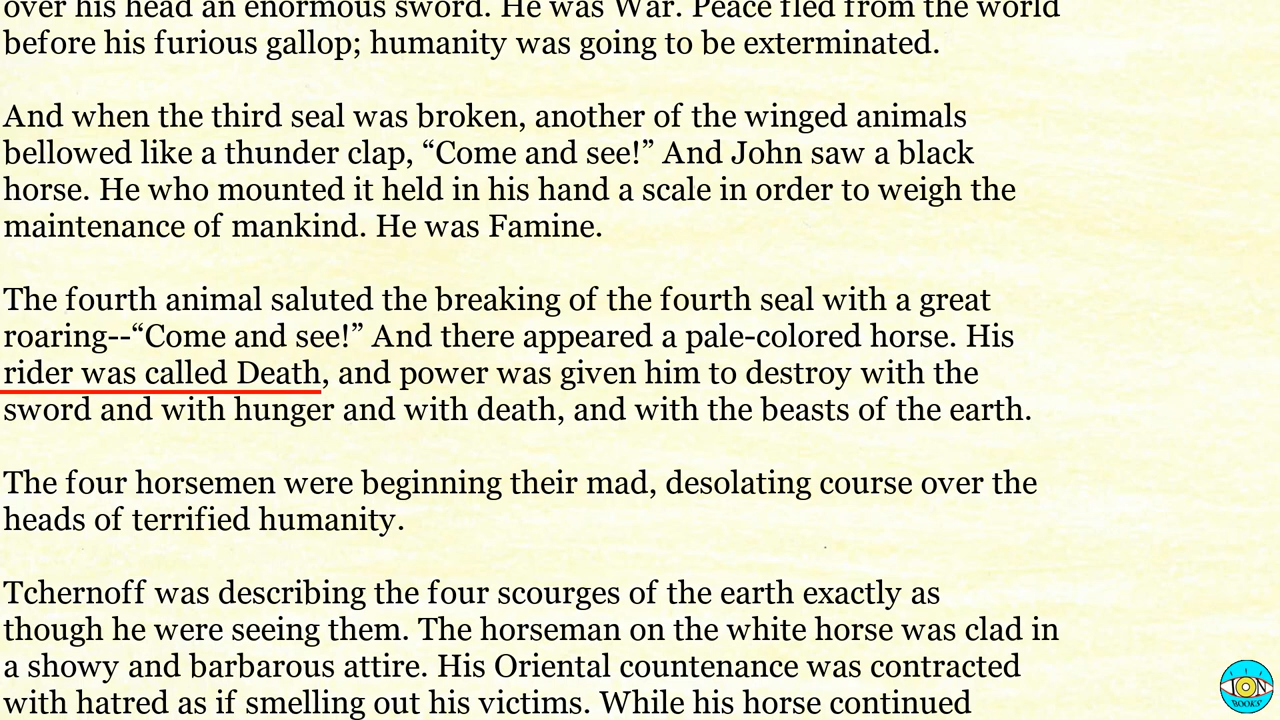 over his head an enormous sword. He was War. Peace fled from the world
before his furious gallop; humanity was going to be exterminated.
And when the third seal was broken, another of the winged animals
bellowed like a thunder clap, “Come and see!” And John saw a black
horse. He who mounted it held in his hand a scale in order to weigh the
maintenance of mankind. He was Famine.
The fourth animal saluted the breaking of the fourth seal with a great
roaring--“Come and see!” And there appeared a pale-colored horse. His
rider was called Death, and power was given him to destroy with the
sword and with hunger and with death, and with the beasts of the earth.
The four horsemen were beginning their mad, desolating course over the
heads of terrified humanity.
Tchernoff was describing the four scourges of the earth exactly as
though he were seeing them. The horseman on the white horse was clad in
a showy and barbarous attire. His Oriental countenance was contracted
with hatred as if smelling out his victims. While his horse continued
ION
BOOKS